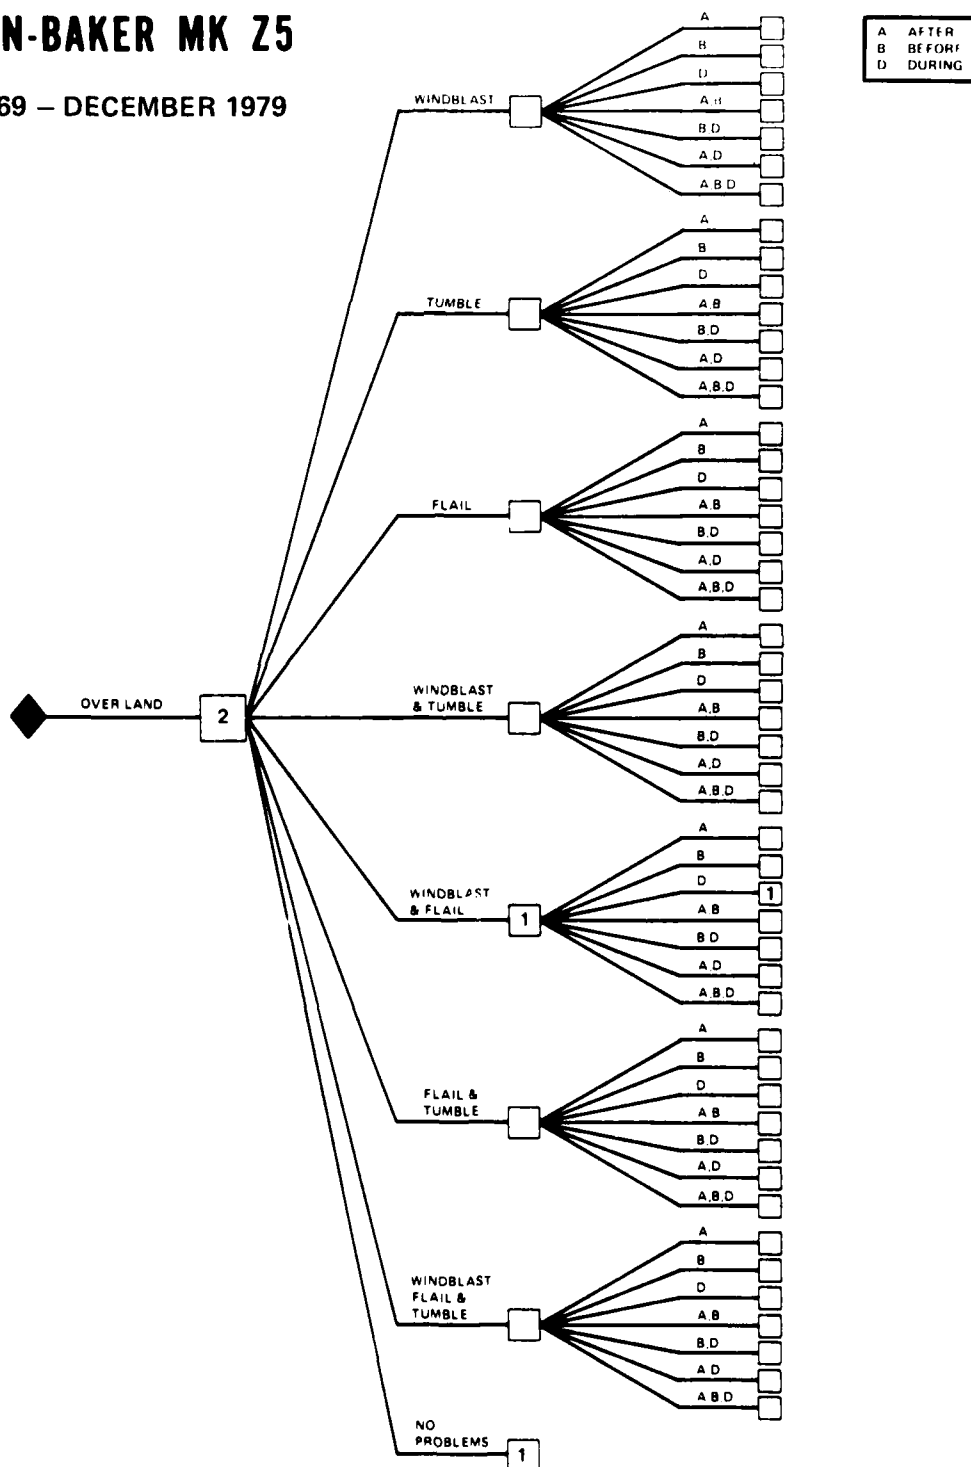 N-BAKER MK Z5
69 – DECEMBER 1979
A AFTER
B BEFORE
D DURING
OVER LAND
2
WINDBLAST
A
B
D
A,B
B D
A,D
A B D
TUMBLE
A
B
D
A,B
B,D
A,D
A,B,D
FLAIL
A
B
D
A,B
B,D
A,D
A,B,D
WINDBLAST
& TUMBLE
A
B
D
A,B
B,D
A,D
A,B,D
WINDBLAST
& FLAIL
1
A
B
D
1
A B
B D
A,D
A,B,D
FLAIL &
TUMBLE
A
B
D
A B
B,D
A,D
A,B,D
WINDBLAST
FLAIL &
TUMBLE
A
B
D
A,B
B,D
A D
A B D
NO
PROBLEMS
1